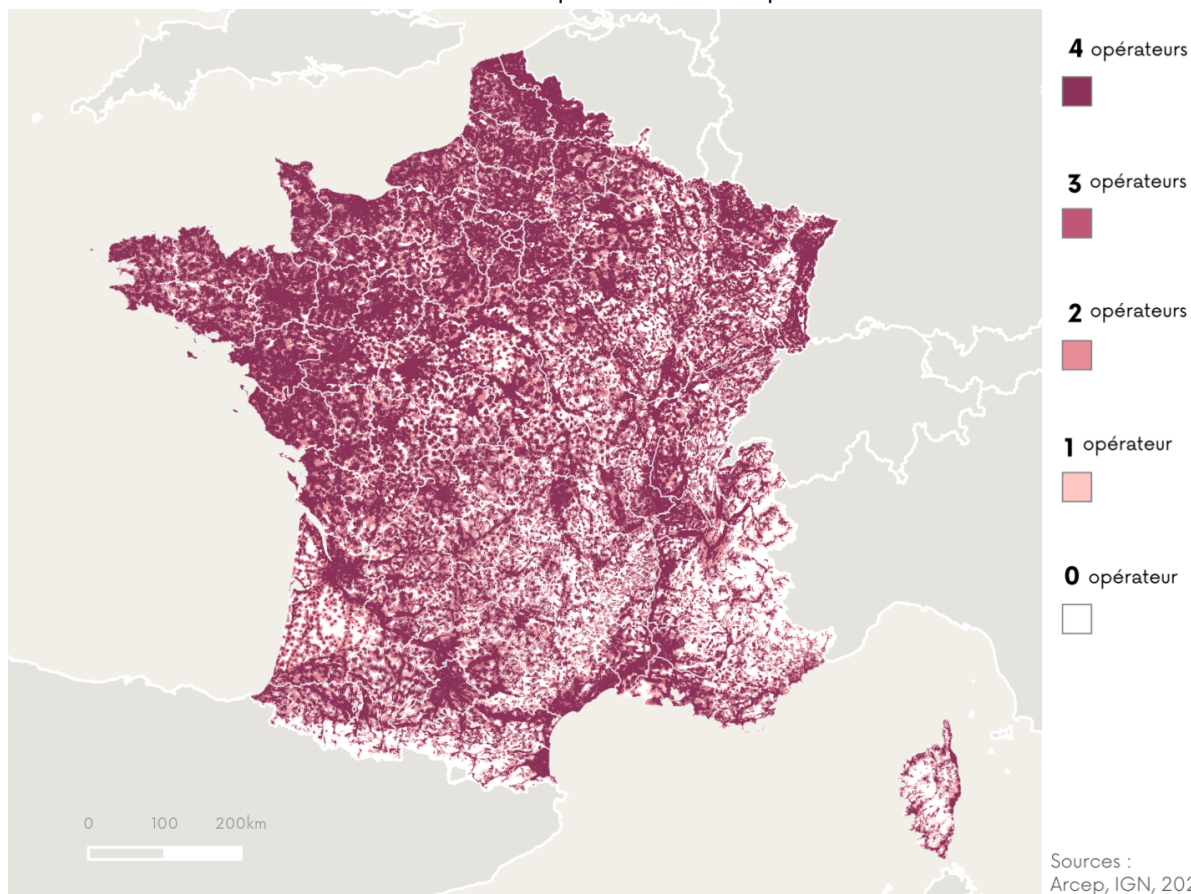 4 opérateurs
3 opérateurs
2 opérateurs
1 opérateur
0 opérateur
0 100 200km
Sources :
Arcep, IGN,